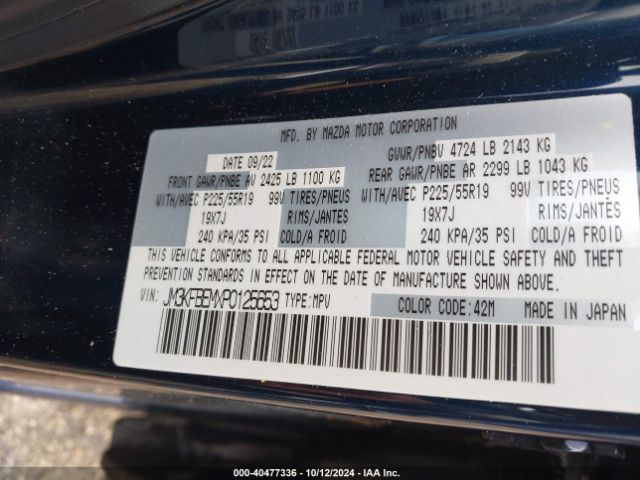 MFD. BY MAZDA MOTOR CORPORATION
DATE 09/22 GVWR/PNBV 4724 LB 2143 KG
FRONT GAWR/PNBE AV 2425 LB 1100 KG REAR GAWR/PNBE AR 2299 LB 1043 KG
WITH/AVEC P225/55R19 99V TIRES/PNEUS WITH/AVEC P225/55R19 99V TIRES/PNEUS
19X7J RIMS/JANTES 19X7J RIMS/JANTES
240 KPA/35 PSI COLD/A FROID 240 KPA/35 PSI COLD/A FROID
THIS VEHICLE CONFORMS TO ALL APPLICABLE FEDERAL MOTOR VEHICLE SAFETY AND THEFT
PREVENTION STANDARDS IN EFFECT ON THE DATE OF MANUFACTURE SHOWN ABOVE.
VIN: JM3KFBEMXP0125653 TYPE: MPV COLOR CODE: 42M MADE IN JAPAN
000-40477336 - 10/12/2024 - IAA Inc.